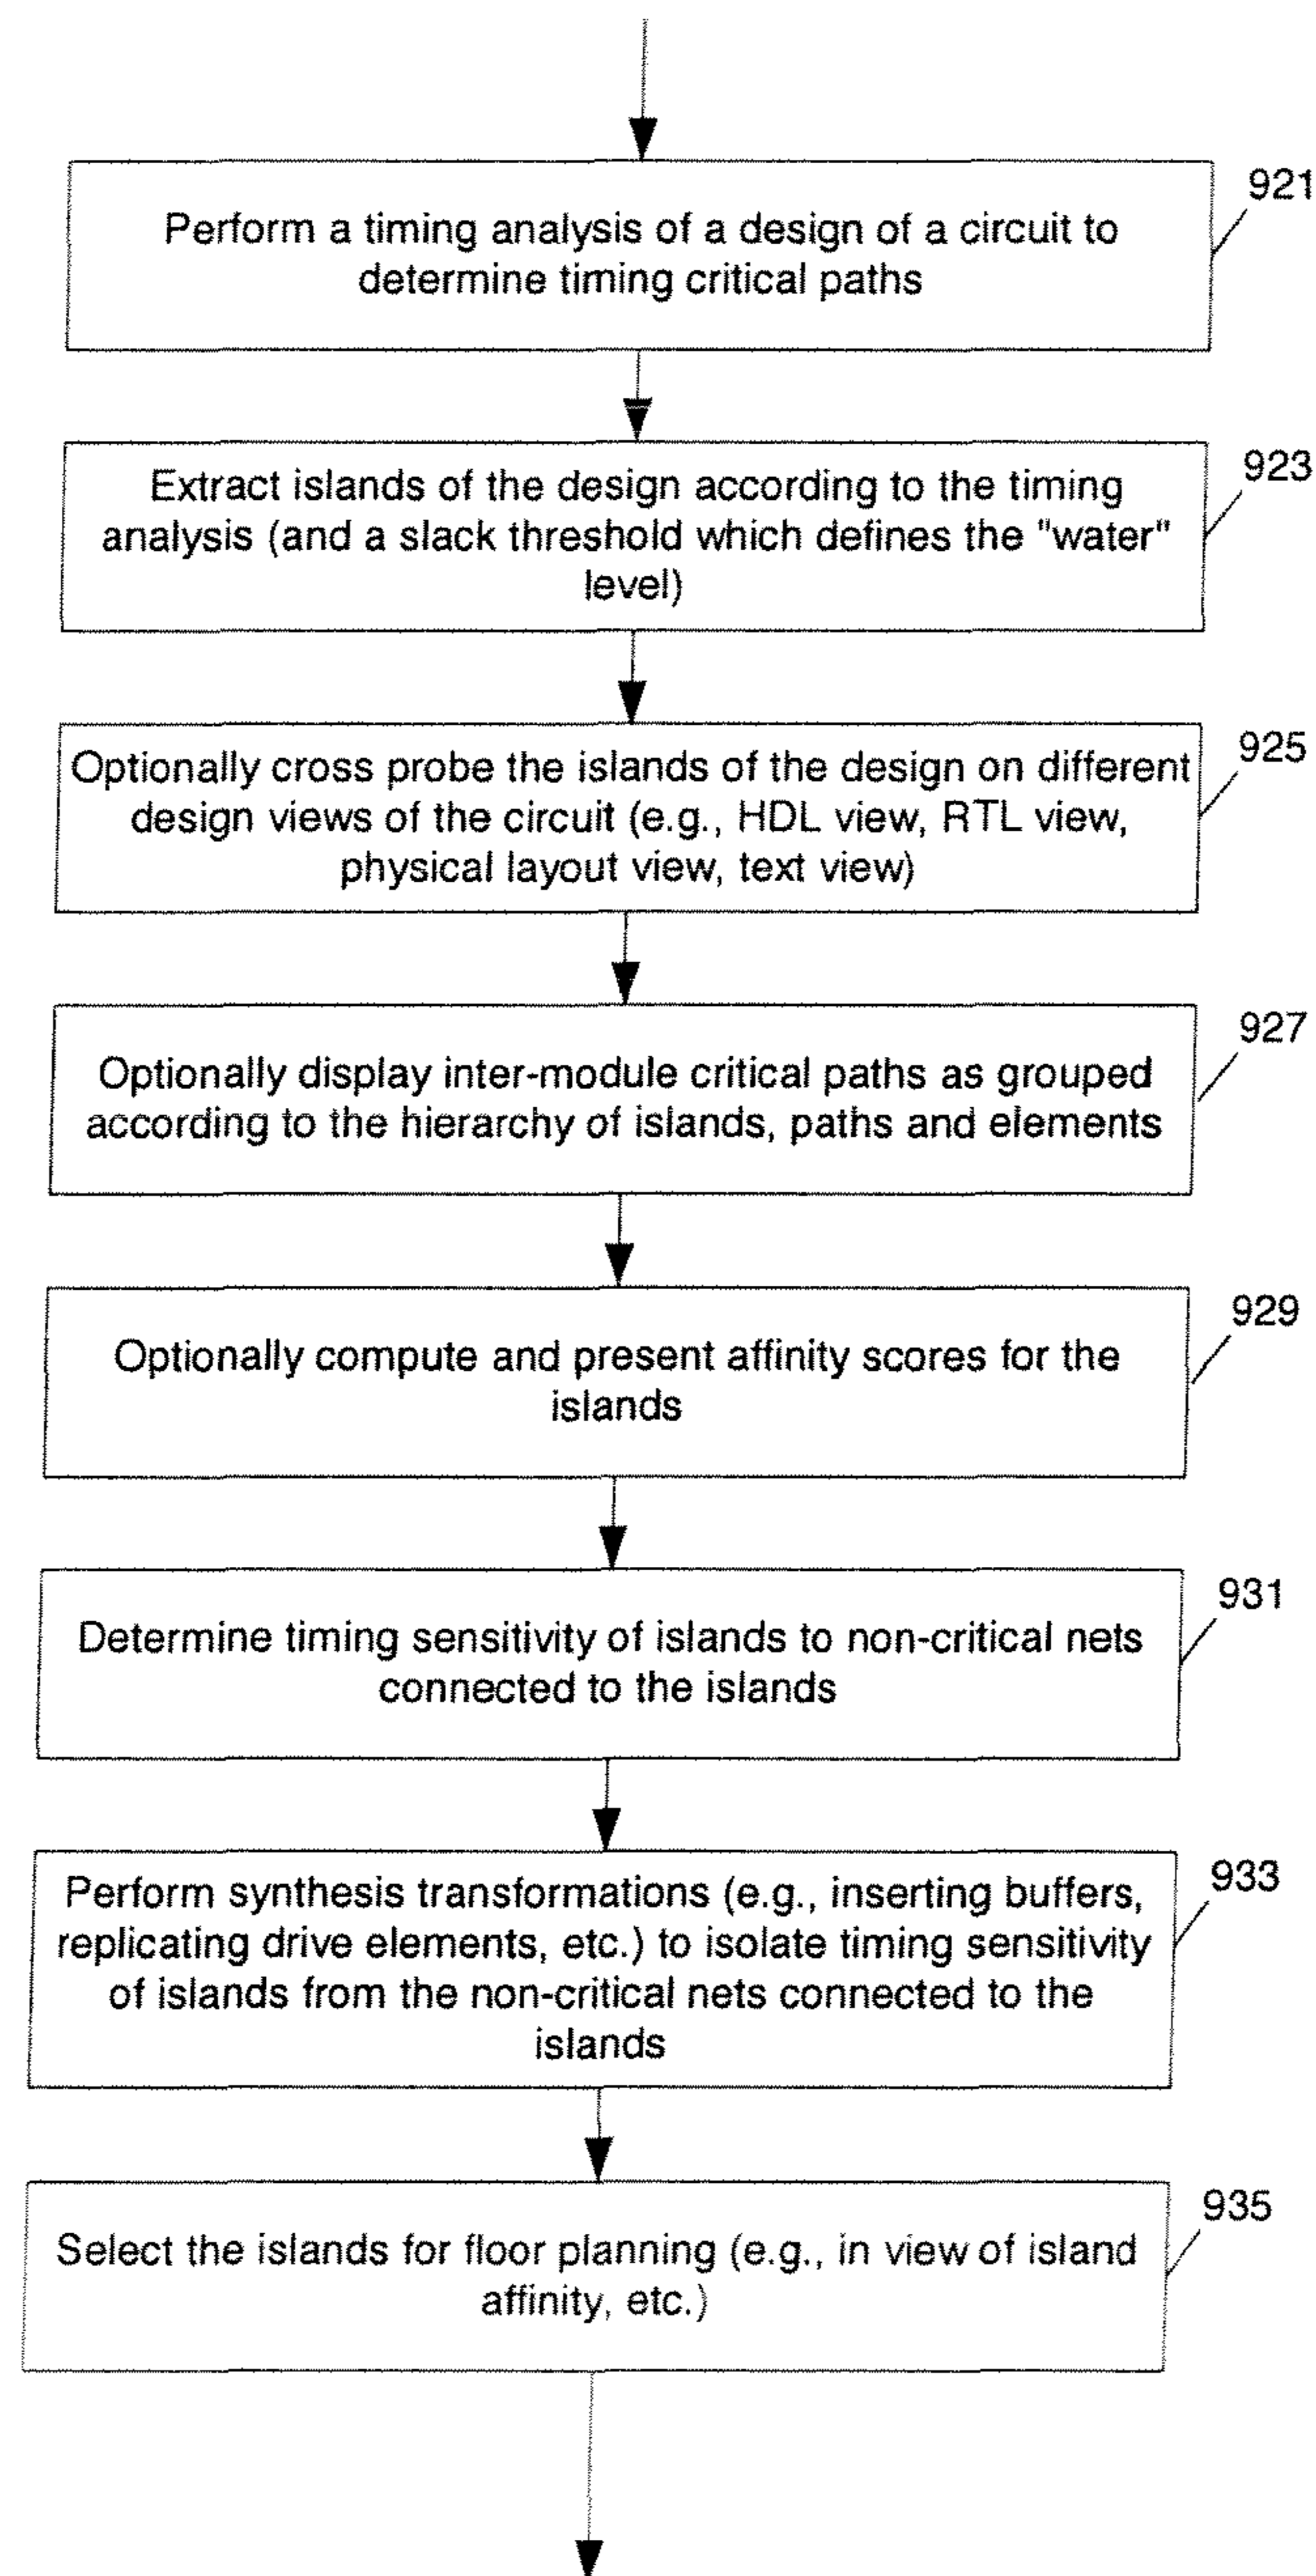 921
Perform a timing analysis of a design of a circuit to
determine timing critical paths
923
Extract islands of the design according to the timing
analysis (and a slack threshold which defines the "water"
level)
925
Optionally cross probe the islands of the design on different
design views of the circuit (e.g., HDL view, RTL view,
physical layout view, text view)
927
Optionally display inter-module critical paths as grouped
according to the hierarchy of islands, paths and elements
929
Optionally compute and present affinity scores for the
islands
931
Determine timing sensitivity of islands to non-critical nets
connected to the islands
933
Perform synthesis transformations (e.g., inserting buffers,
replicating drive elements, etc.) to isolate timing sensitivity
of islands from the non-critical nets connected to the
islands
935
Select the islands for floor planning (e.g., in view of island
affinity, etc.)